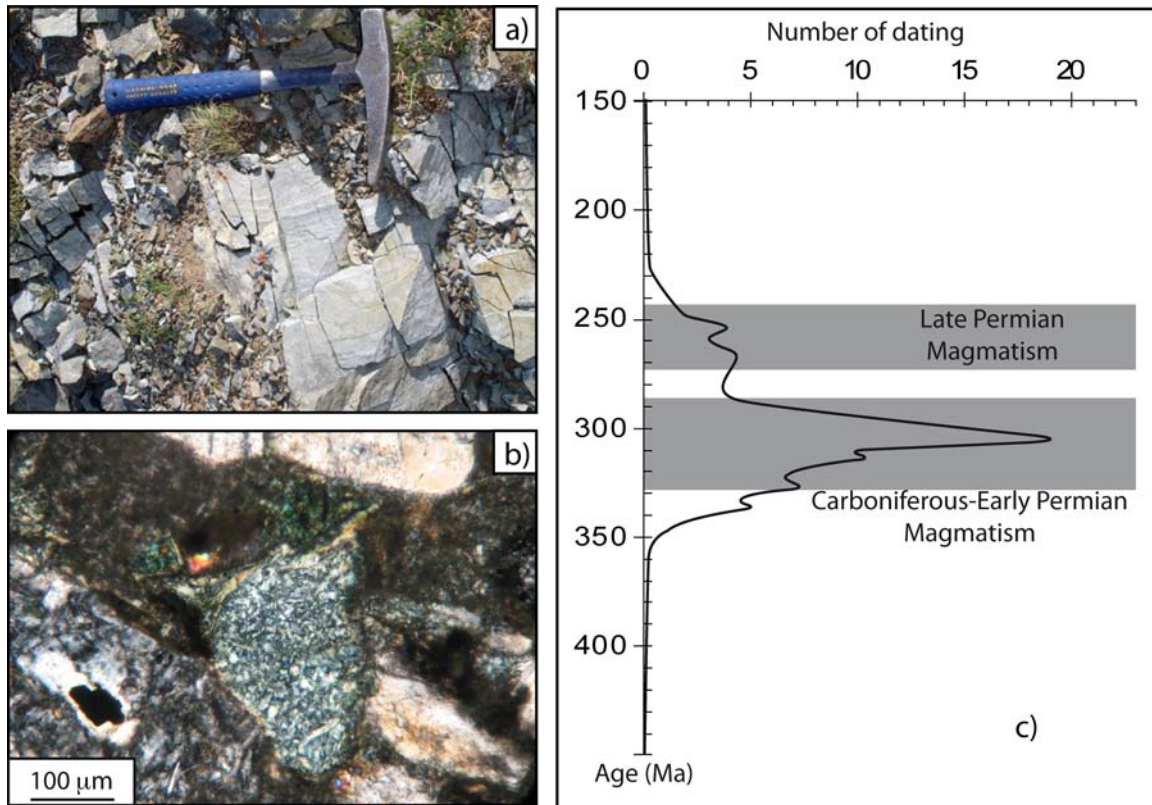 a)
b)
100 µm
c)
Number of dating
0 5 10 15 20
150
200
250
300
350
400
Age (Ma)
Late Permian
Magmatism
Carboniferous-Early Permian
Magmatism